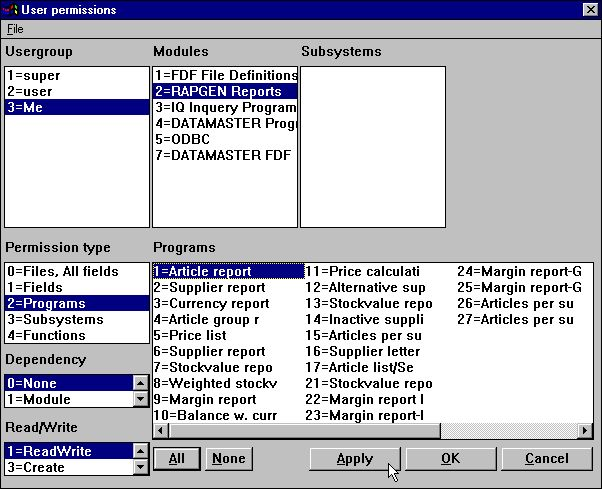 User permissions
File
Usergroup
1=super
2=user
3=Me
Modules
1=FDF File Definitions
2=RAPGEN Reports
3=IQ Inquery Program
4=DATAMASTER Progr
5=ODBC
7=DATAMASTER FDF
Subsystems
Permission type
0=Files, All fields
1=Fields
2=Programs
3=Subsystems
4=Functions
Dependency
0=None
1=Module
Read/Write
1=ReadWrite
3=Create
Programs
1=Article report
2=Supplier report
3=Currency report
4=Article group r
5=Price list
6=Supplier report
7=Stockvalue repo
8=Weighted stockv
9=Margin report
10=Balance w. curr
11=Price calculati
12=Alternative sup
13=Stockvalue repo
14=Inactive suppli
15=Articles per su
16=Supplier letter
17=Article list/Se
21=Stockvalue repo
22=Margin report I
23=Margin report-I
24=Margin report-G
25=Margin report-G
26=Articles per su
27=Articles per su
All
None
Apply
OK
Cancel